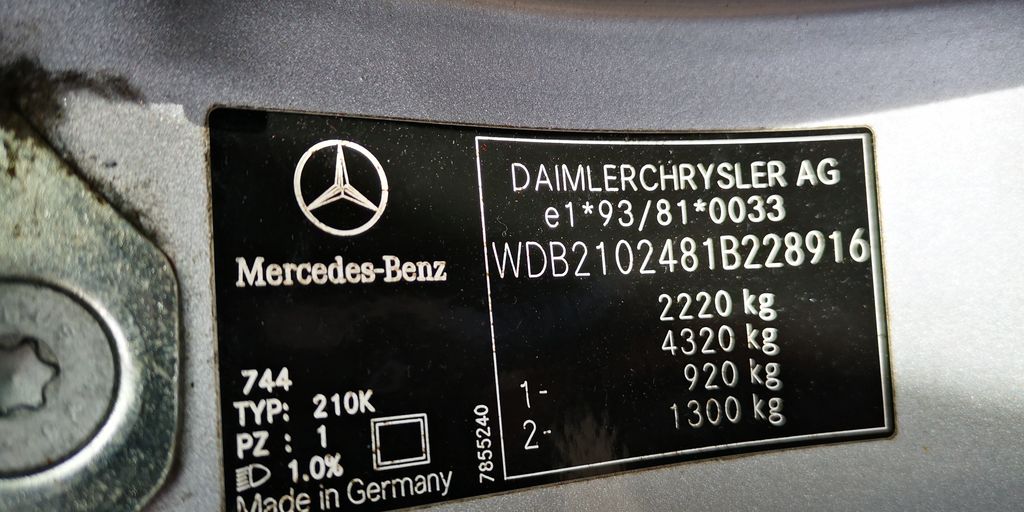 Mercedes-Benz
744
TYP: 210K
PZ : 1
1.0%
Made in Germany
7855240
DAIMLERCHRYSLER AG
e1*93/81*0033
WDB2102481B228916
2220 kg
4320 kg
1- 920 kg
2- 1300 kg